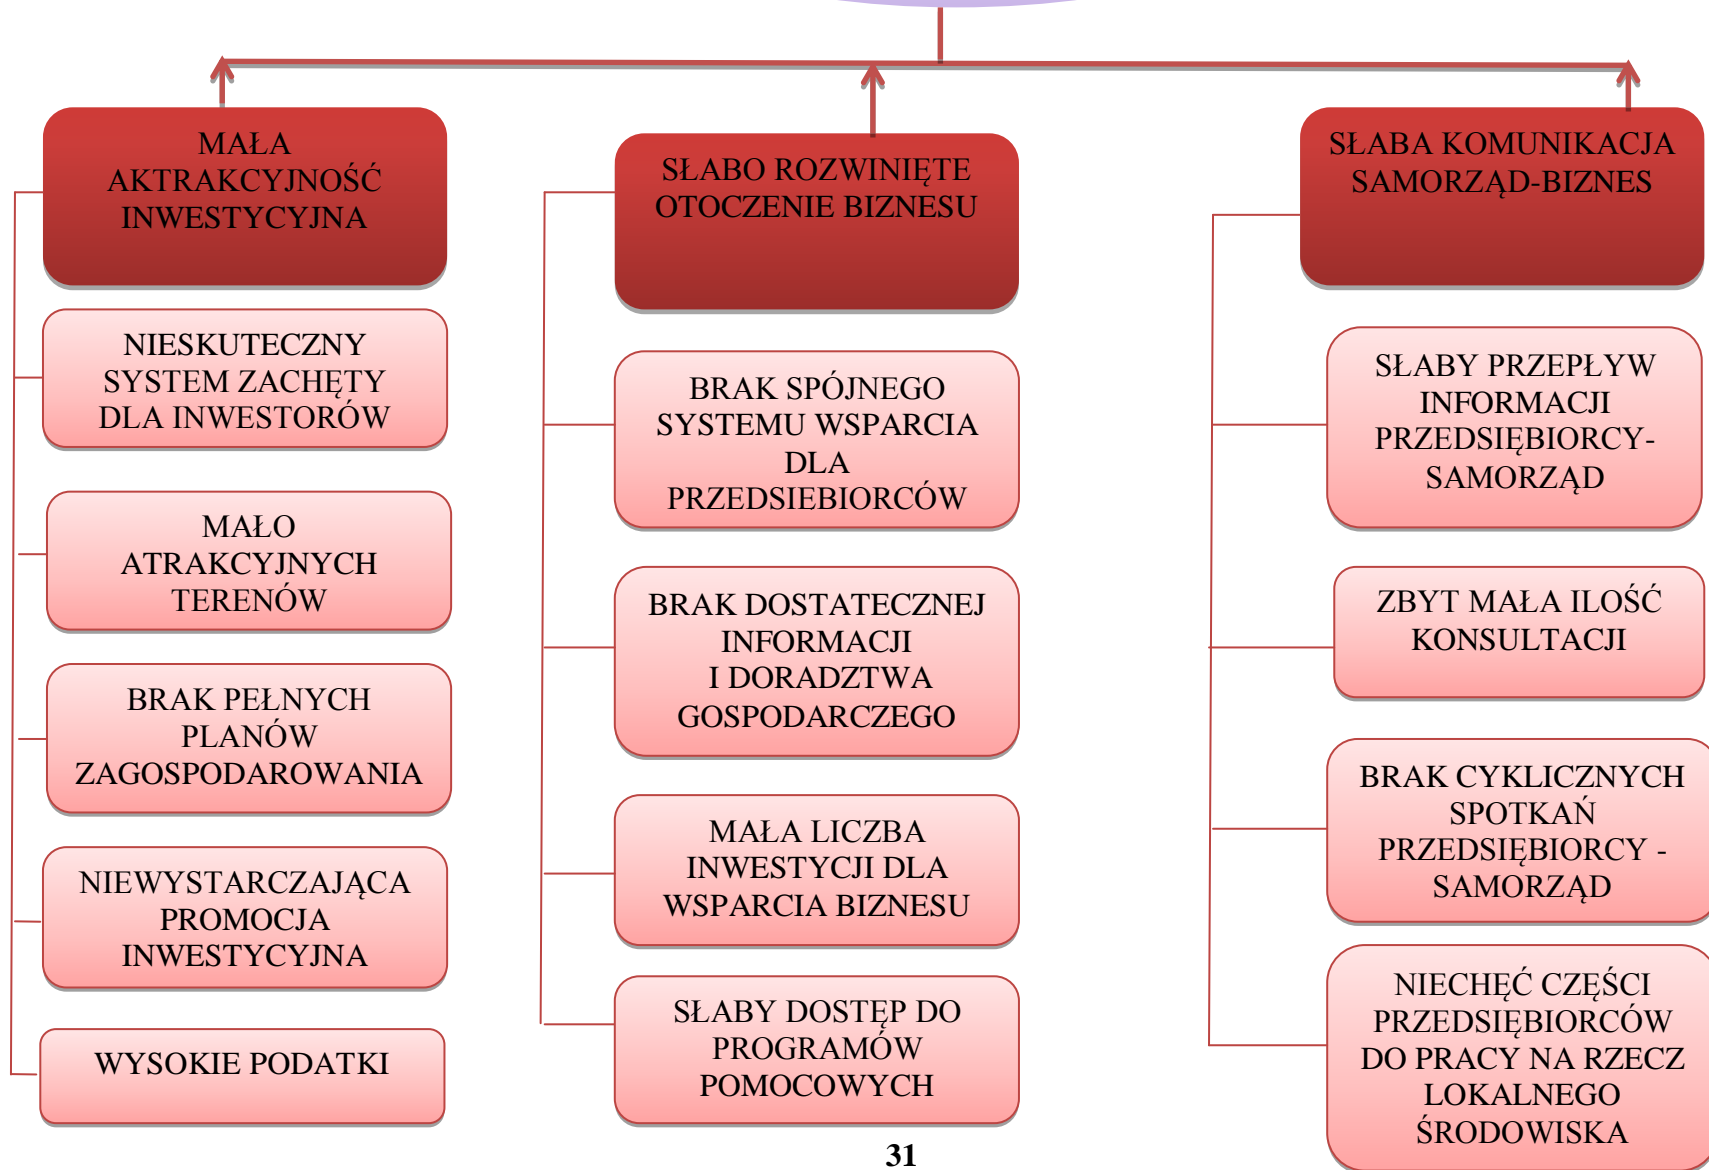 MAŁA
AKTRAKCYJNOŚĆ
INWESTYCYJNA
NIESKUTECZNY
SYSTEM ZACHĘTY
DLA INWESTORÓW
MAŁO
ATRAKCYJNYCH
TERENÓW
BRAK PEŁNYCH
PLANÓW
ZAGOSPODAROWANIA
NIEWYSTARCZAJĄCA
PROMOCJA
INWESTYCYJNA
WYSOKIE PODATKI
SŁABO ROZWINIĘTE
OTOCZENIE BIZNESU
BRAK SPÓJNEGO
SYSTEMU WSPARCIA
DLA
PRZEDSIEBIORCÓW
BRAK DOSTATECZNEJ
INFORMACJI
I DORADZTWA
GOSPODARCZEGO
MAŁA LICZBA
INWESTYCJI DLA
WSPARCIA BIZNESU
SŁABY DOSTĘP DO
PROGRAMÓW
POMOCOWYCH
SŁABA KOMUNIKACJA
SAMORZĄD-BIZNES
SŁABY PRZEPŁYW
INFORMACJI
PRZEDSIĘBIORCY-
SAMORZĄD
ZBYT MAŁA ILOŚĆ
KONSULTACJI
BRAK CYKLICZNYCH
SPOTKAŃ
PRZEDSIĘBIORCY -
SAMORZĄD
NIECHĘĆ CZĘŚCI
PRZEDSIĘBIORCÓW
DO PRACY NA RZECZ
LOKALNEGO
ŚRODOWISKA
31